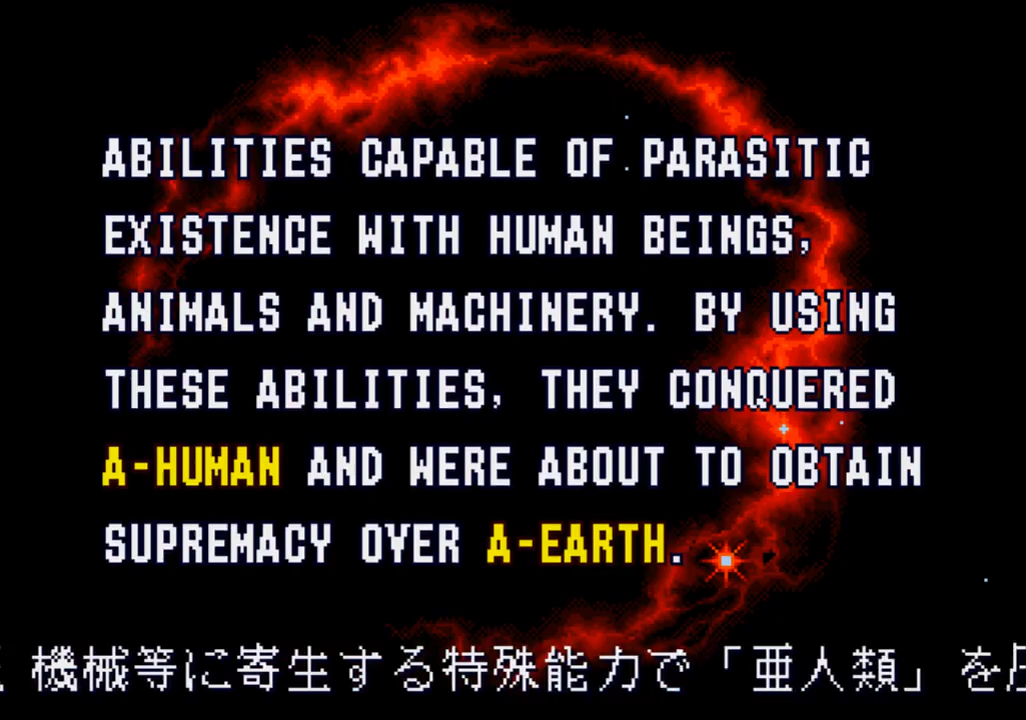 ABILITIES CAPABLE OF PARASITIC
EXISTENCE WITH HUMAN BEINGS,
ANIMALS AND MACHINERY. BY USING
THESE ABILITIES, THEY CONQUERED
A-HUMAN AND WERE ABOUT TO OBTAIN
SUPREMACY OVER A-EARTH.
機械等に寄生する特殊能力で「亜人類」を